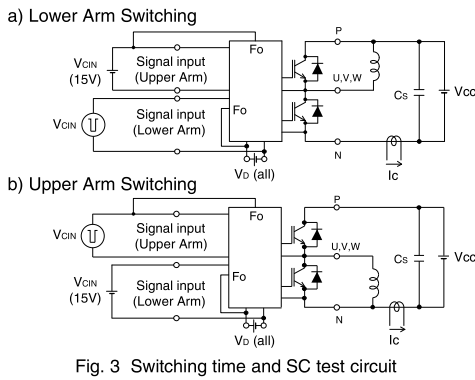 a) Lower Arm Switching
P
Fo
VCIN
(15V)
Signal input
(Upper Arm)
U,V,W
CS
VCC
Signal input
(Lower Arm)
Fo
VCIN
N
VD (all)
Ic
b) Upper Arm Switching
P
Fo
VCIN
Signal input
(Upper Arm)
U,V,W
CS
VCC
Fo
VCIN
(15V)
Signal input
(Lower Arm)
N
VD (all)
Ic
Fig. 3 Switching time and SC test circuit